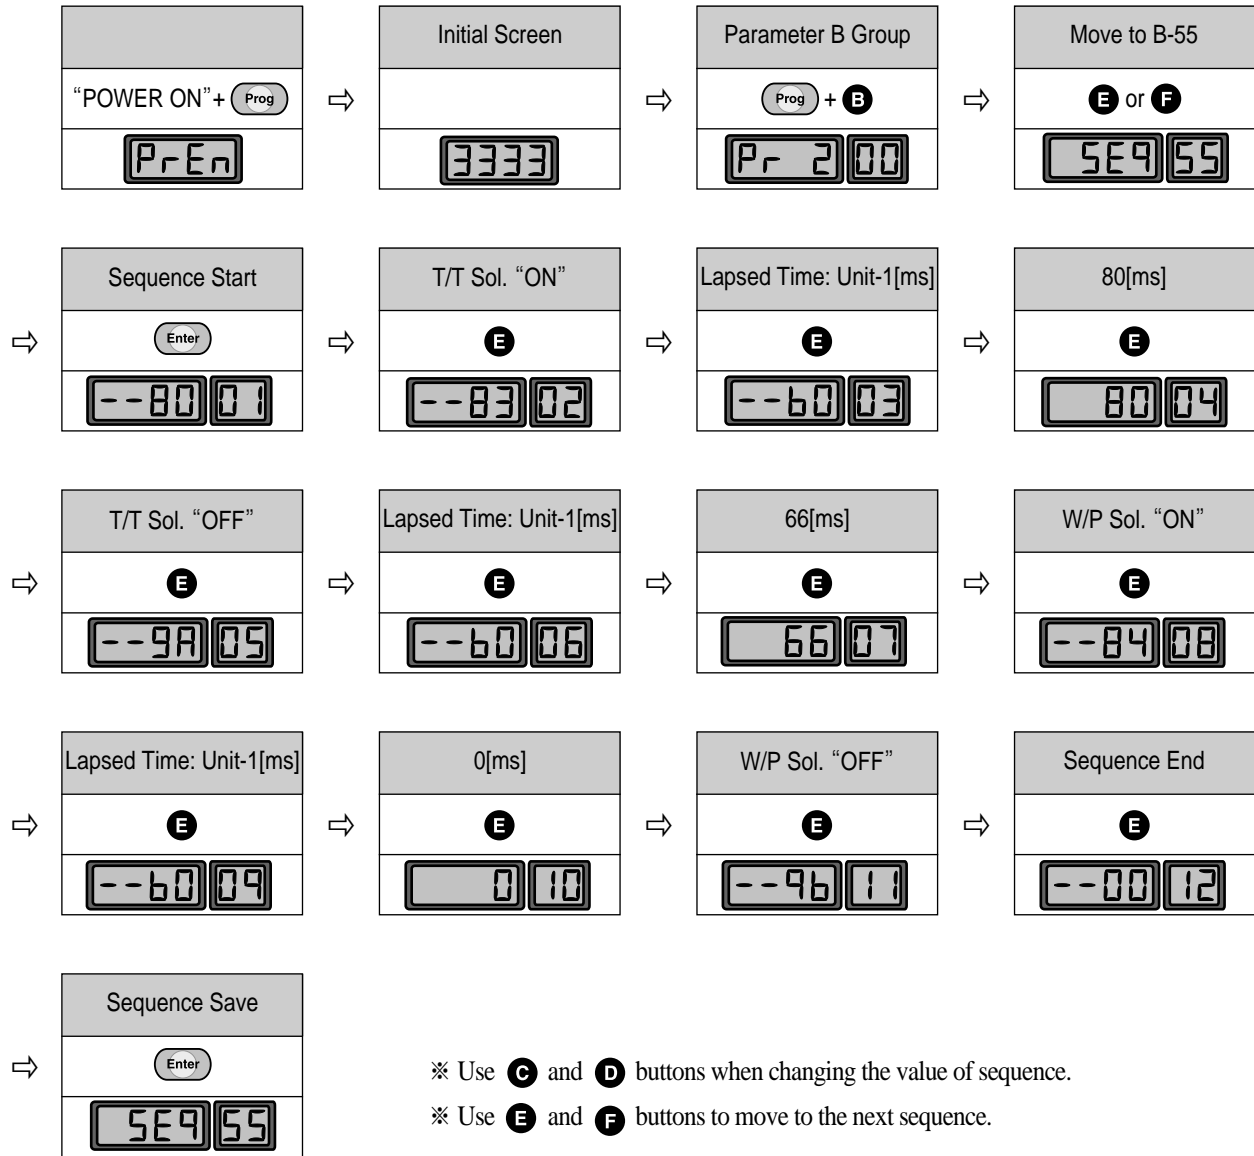 Initial Screen
Parameter B Group
Move to B-55
“POWER ON”+ Prog
⇨
⇨
Prog + B
⇨
E or F
PrEn
3333
Pr 2 00
SEq 55
Sequence Start
T/T Sol. “ON”
Lapsed Time: Unit-1[ms]
80[ms]
⇨
Enter
⇨
E
⇨
E
⇨
E
--80 01
--83 02
--b0 03
80 04
T/T Sol. “OFF”
Lapsed Time: Unit-1[ms]
66[ms]
W/P Sol. “ON”
⇨
E
⇨
E
⇨
E
⇨
E
--9A 05
--b0 06
66 07
--84 08
Lapsed Time: Unit-1[ms]
0[ms]
W/P Sol. “OFF”
Sequence End
⇨
E
⇨
E
⇨
E
⇨
E
--b0 09
0 10
--9b 11
--00 12
Sequence Save
⇨
Enter
SEq 55
※ Use C and D buttons when changing the value of sequence.
※ Use E and F buttons to move to the next sequence.